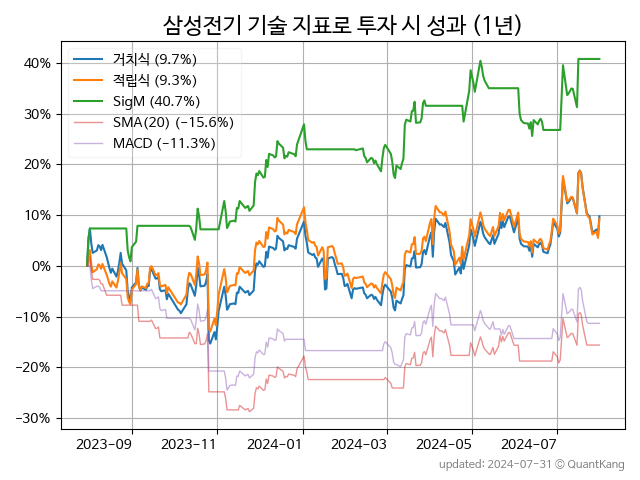 삼성전기 기술 지표로 투자 시 성과 (1년)
거치식 (9.7%)
적립식 (9.3%)
SigM (40.7%)
SMA(20) (−15.6%)
MACD (−11.3%)
40%
30%
20%
10%
0%
−10%
−20%
−30%
2023-09
2023-11
2024-01
2024-03
2024-05
2024-07
updated: 2024-07-31 © QuantKang